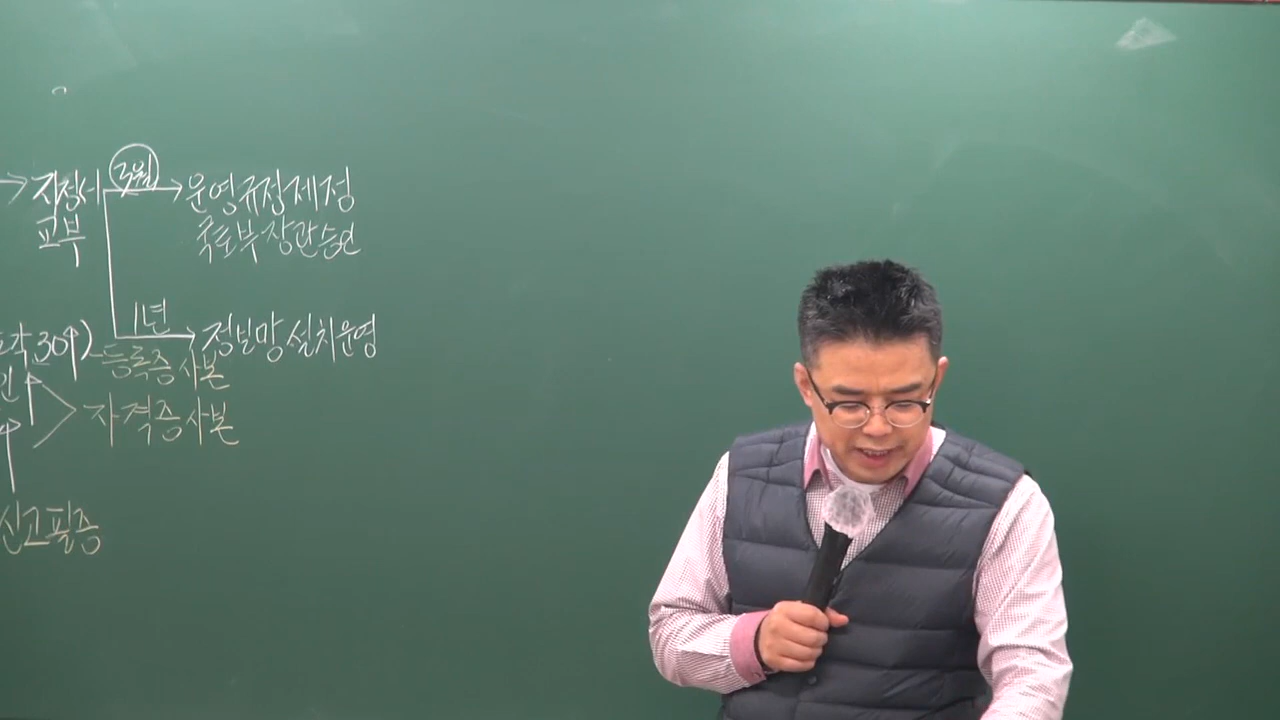 →지정서 3월 → 운영규정 제정
교부 국토부장관 승인
1년 → 정보망 설치운영
30↑) 등록증 사본
인
자격증 사본
신고필증